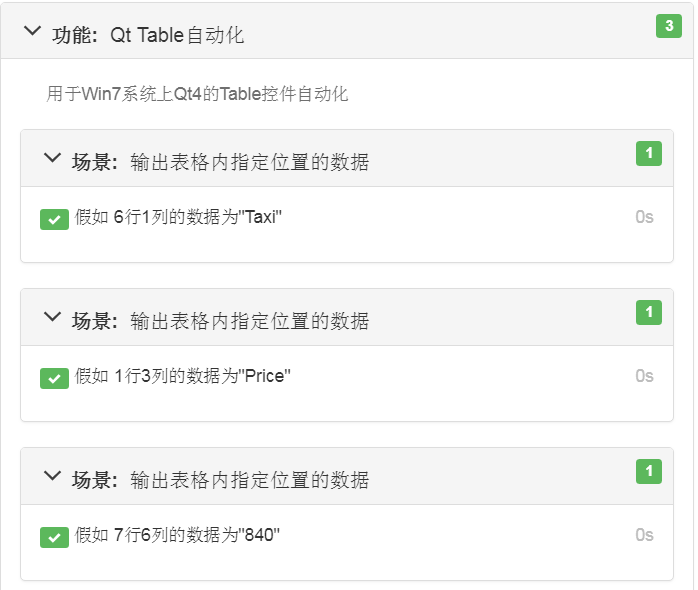 功能: Qt Table自动化 3
用于Win7系统上Qt4的Table控件自动化
场景: 输出表格内指定位置的数据 1
假如 6行1列的数据为"Taxi" 0s
场景: 输出表格内指定位置的数据 1
假如 1行3列的数据为"Price" 0s
场景: 输出表格内指定位置的数据 1
假如 7行6列的数据为"840" 0s